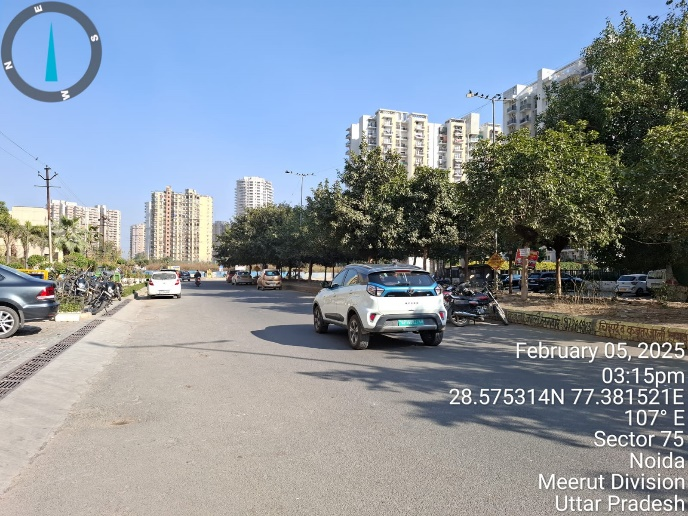 E
S
N
W
February 05, 2025
03:15pm
28.575314N 77.381521E
107° E
Sector 75
Noida
Meerut Division
Uttar Pradesh